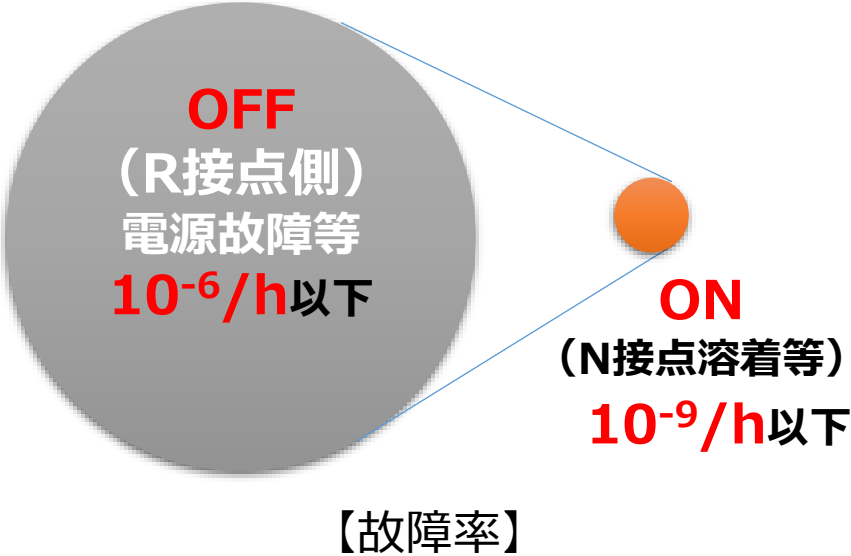 OFF
（R接点側）
電源故障等
10⁻⁶/h以下
ON
（N接点溶着等）
10⁻⁹/h以下
【故障率】